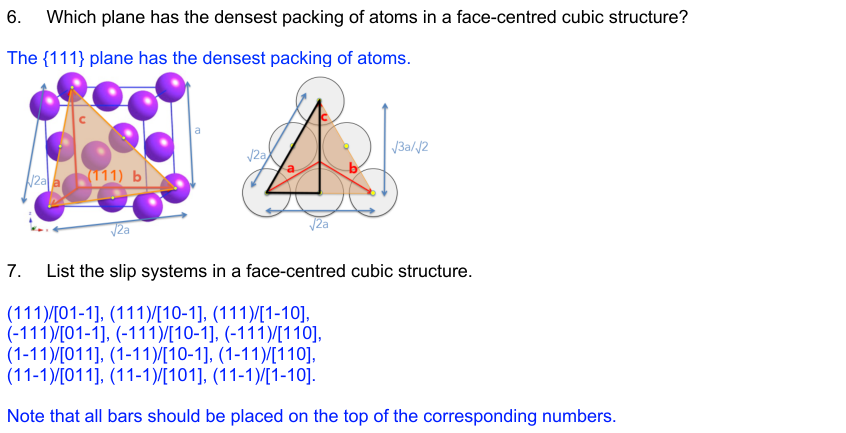 6. Which plane has the densest packing of atoms in a face-centred cubic structure?
The {111} plane has the densest packing of atoms.
c
a
√2a
a
(111)
b
√2a
c
√2a
a
b
√3a/√2
√2a
7. List the slip systems in a face-centred cubic structure.
(111)/[01-1], (111)/[10-1], (111)/[1-10],
(-111)/[01-1], (-111)/[10-1], (-111)/[110],
(1-11)/[011], (1-11)/[10-1], (1-11)/[110],
(11-1)/[011], (11-1)/[101], (11-1)/[1-10].
Note that all bars should be placed on the top of the corresponding numbers.